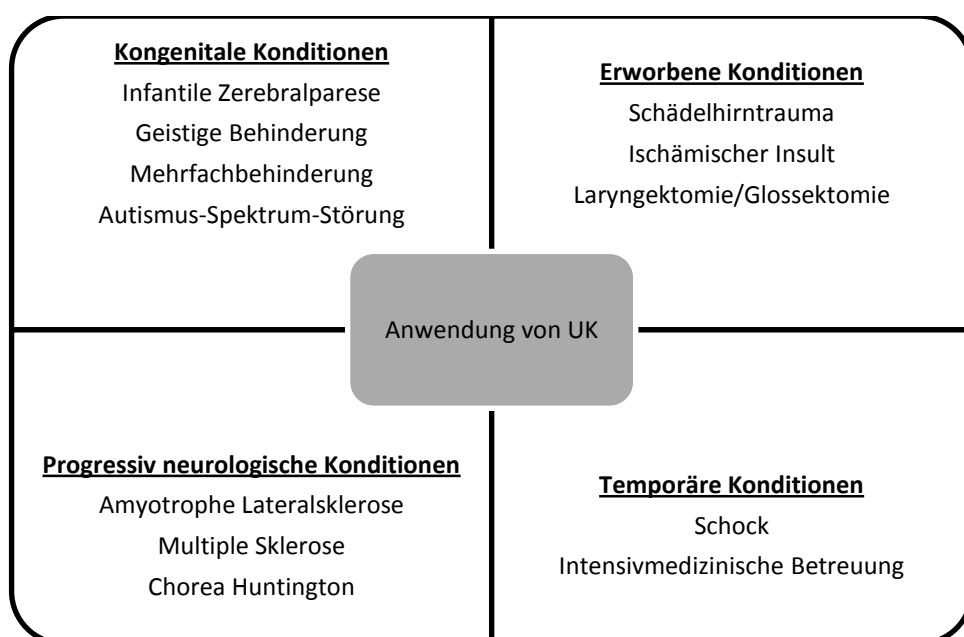 Kongenitale Konditionen
Infantile Zerebralparese
Geistige Behinderung
Mehrfachbehinderung
Autismus-Spektrum-Störung
Erworbene Konditionen
Schädelhirntrauma
Ischämischer Insult
Laryngektomie/Glossektomie
Anwendung von UK
Progressiv neurologische Konditionen
Amyotrophe Lateralsklerose
Multiple Sklerose
Chorea Huntington
Temporäre Konditionen
Schock
Intensivmedizinische Betreuung